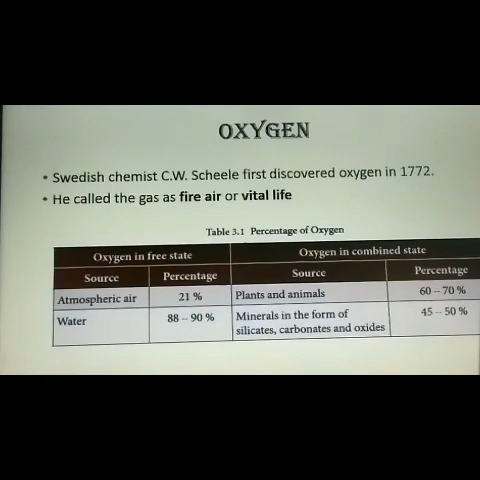 OXYGEN
• Swedish chemist C.W. Scheele first discovered oxygen in 1772.
• He called the gas as fire air or vital life
Table 3.1 Percentage of Oxygen
Oxygen in free state Oxygen in combined state
Source Percentage Source Percentage
Atmospheric air 21 % Plants and animals 60 – 70 %
Water 88 – 90 % Minerals in the form of 45 – 50 %
silicates, carbonates and oxides